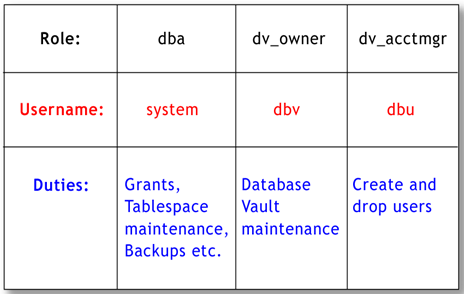 Role: dba dv_owner dv_acctmgr
Username: system dbv dbu
Duties: Grants, Database Create and
Tablespace Vault drop users
maintenance, maintenance
Backups etc.